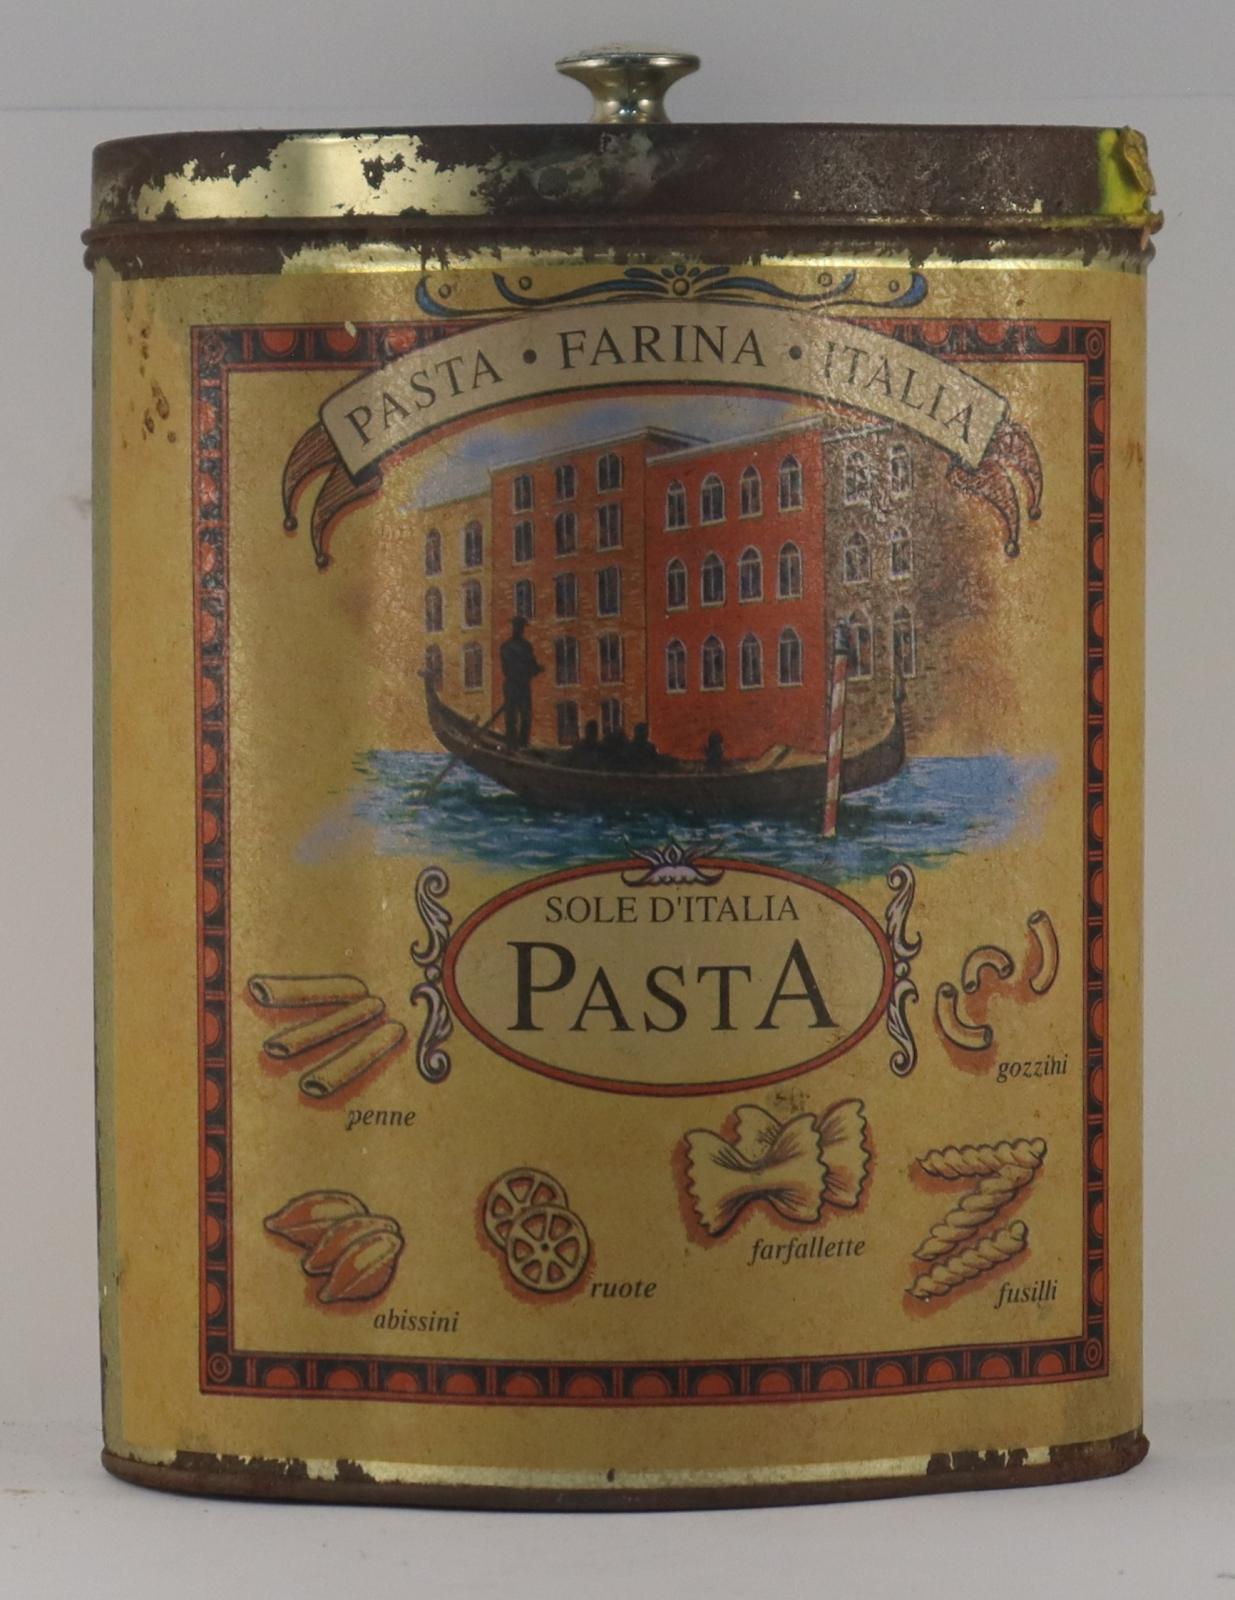 PASTA • FARINA • ITALIA
SOLE D'ITALIA
PASTA
penne
gozzini
abissini
ruote
farfallette
fusilli